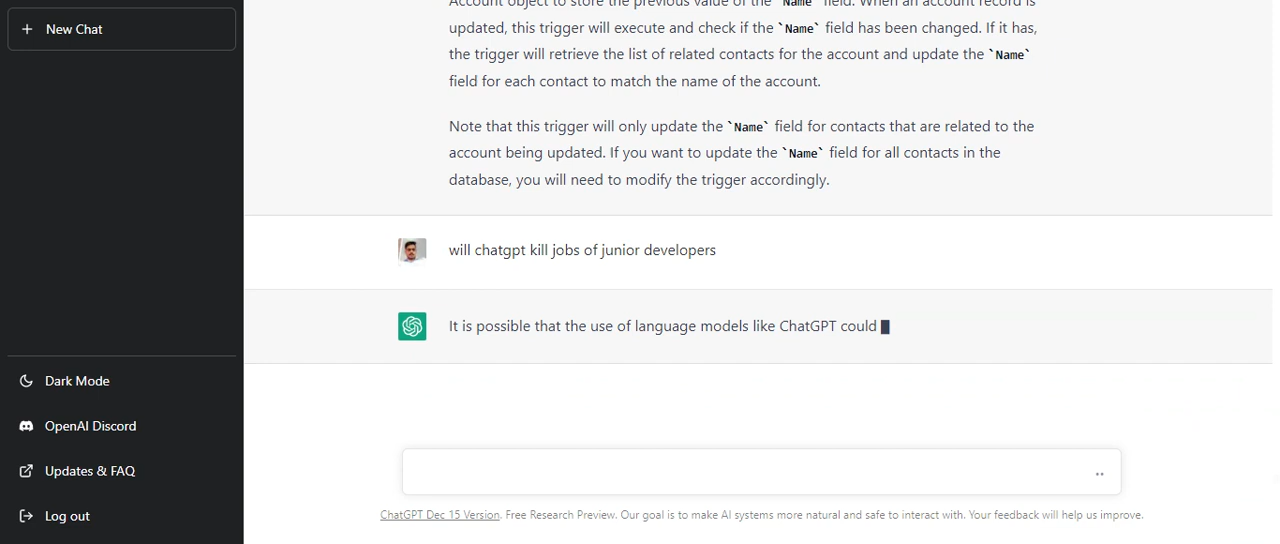 New Chat
Account object to store the previous value of the `Name` field. When an account record is
updated, this trigger will execute and check if the `Name` field has been changed. If it has,
the trigger will retrieve the list of related contacts for the account and update the `Name`
field for each contact to match the name of the account.
Note that this trigger will only update the `Name` field for contacts that are related to the
account being updated. If you want to update the `Name` field for all contacts in the
database, you will need to modify the trigger accordingly.
will chatgpt kill jobs of junior developers
It is possible that the use of language models like ChatGPT could
Dark Mode
OpenAI Discord
Updates & FAQ
Log out
ChatGPT Dec 15 Version. Free Research Preview. Our goal is to make AI systems more natural and safe to interact with. Your feedback will help us improve.